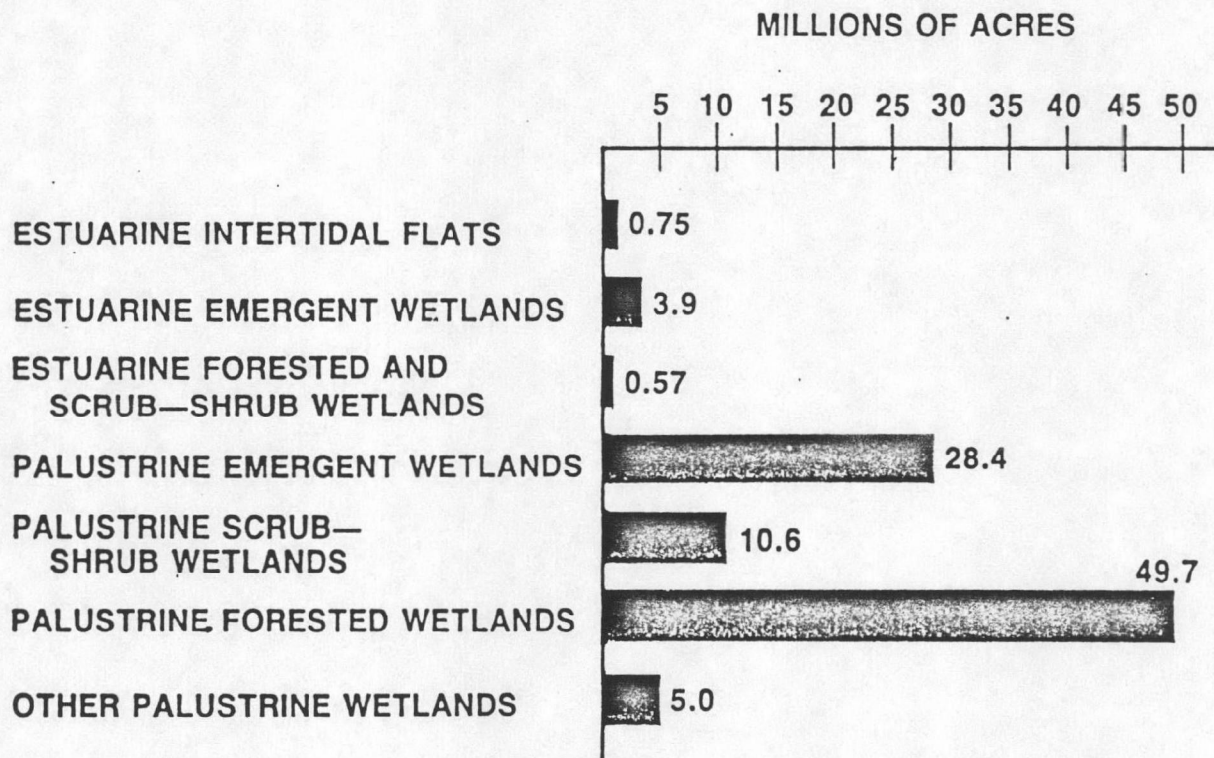 MILLIONS OF ACRES
5 10 15 20 25 30 35 40 45 50
ESTUARINE INTERTIDAL FLATS 0.75
ESTUARINE EMERGENT WETLANDS 3.9
ESTUARINE FORESTED AND
SCRUB—SHRUB WETLANDS 0.57
PALUSTRINE EMERGENT WETLANDS 28.4
PALUSTRINE SCRUB—
SHRUB WETLANDS 10.6
49.7
PALUSTRINE FORESTED WETLANDS
OTHER PALUSTRINE WETLANDS 5.0